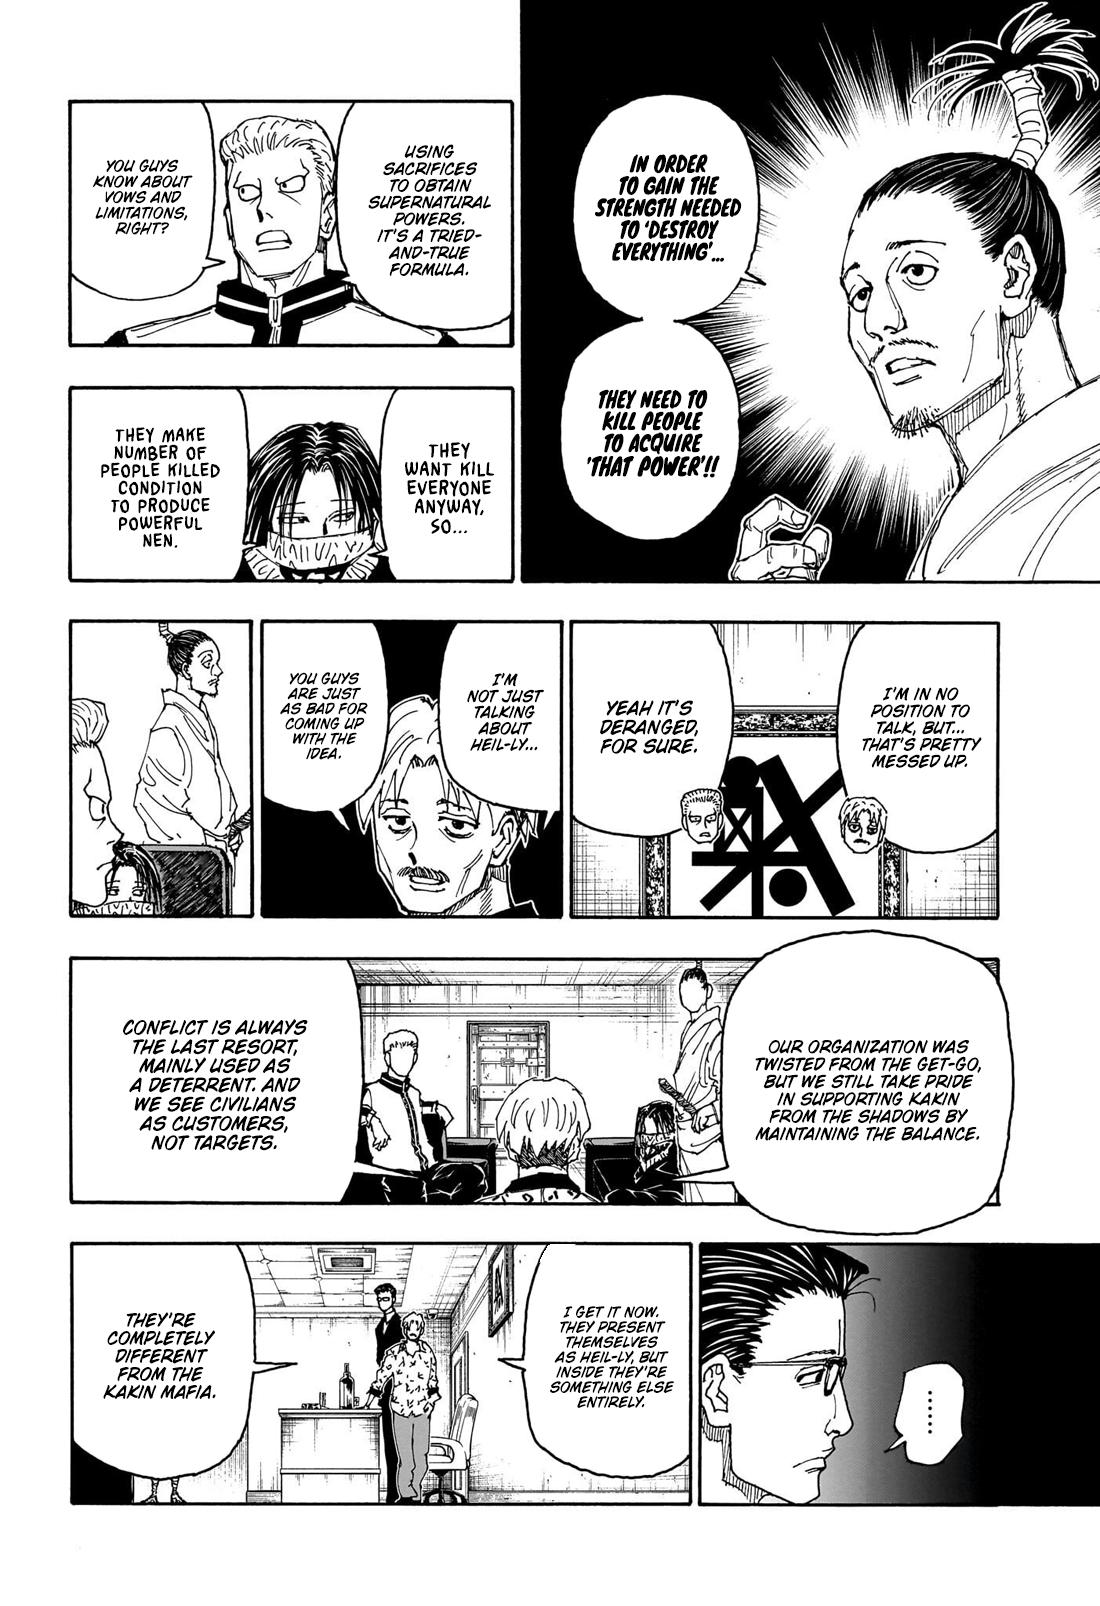 IN ORDER
TO GAIN THE
STRENGTH NEEDED
TO 'DESTROY
EVERYTHING'...
THEY NEED TO
KILL PEOPLE
TO ACQUIRE
'THAT POWER'!!
USING
SACRIFICES
TO OBTAIN
SUPERNATURAL
POWERS.
IT'S A TRIED-
AND-TRUE
FORMULA.
YOU GUYS
KNOW ABOUT
VOWS AND
LIMITATIONS,
RIGHT?
THEY
WANT KILL
EVERYONE
ANYWAY,
SO...
THEY MAKE
NUMBER OF
PEOPLE KILLED
CONDITION
TO PRODUCE
POWERFUL
NEN.
I'M IN NO
POSITION TO
TALK, BUT...
THAT'S PRETTY
MESSED UP.
YEAH IT'S
DERANGED,
FOR SURE.
I'M
NOT JUST
TALKING
ABOUT
HEIL-LY...
YOU GUYS
ARE JUST
AS BAD FOR
COMING UP
WITH THE
IDEA.
OUR ORGANIZATION WAS
TWISTED FROM THE GET-GO,
BUT WE STILL TAKE PRIDE
IN SUPPORTING KAKIN
FROM THE SHADOWS BY
MAINTAINING THE BALANCE.
CONFLICT IS ALWAYS
THE LAST RESORT,
MAINLY USED AS
A DETERRENT. AND
WE SEE CIVILIANS
AS CUSTOMERS,
NOT TARGETS.
......
I GET IT NOW.
THEY PRESENT
THEMSELVES
AS HEIL-LY, BUT
INSIDE THEY'RE
SOMETHING ELSE
ENTIRELY.
THEY'RE
COMPLETELY
DIFFERENT
FROM THE
KAKIN MAFIA.